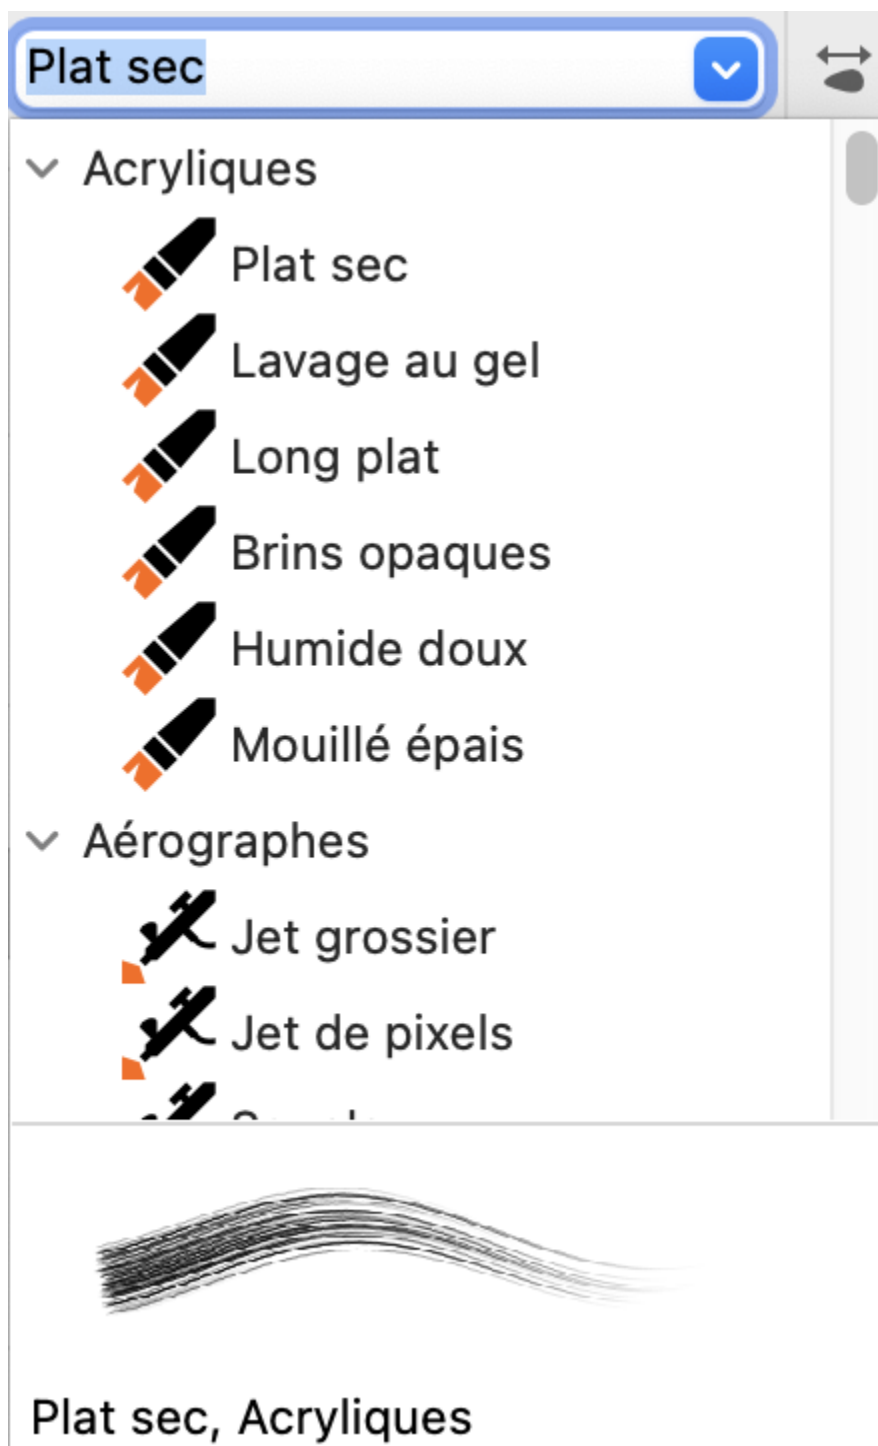 Plat sec
Acryliques
Plat sec
Lavage au gel
Long plat
Brins opaques
Humide doux
Mouillé épais
Aérographes
Jet grossier
Jet de pixels
Plat sec, Acryliques